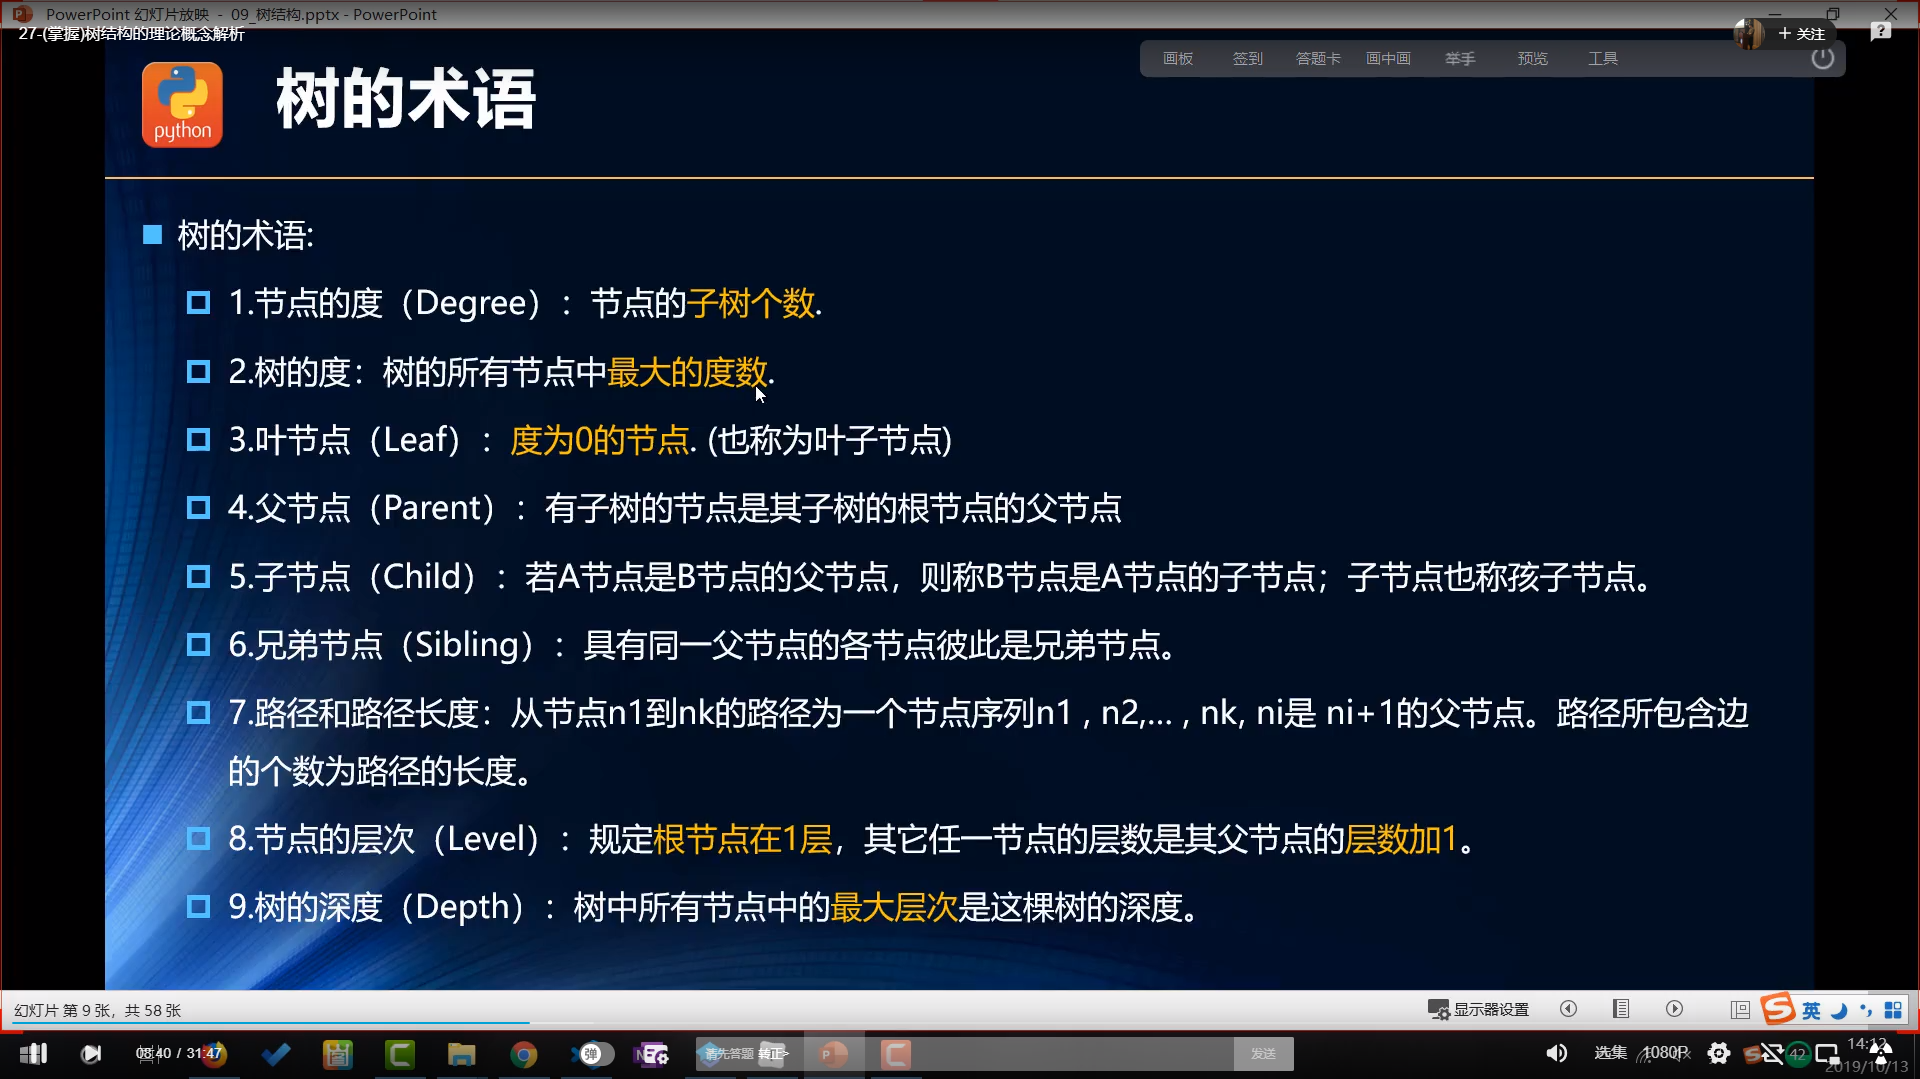 PowerPoint 幻灯片放映 - 09_树结构.pptx - PowerPoint
27-(掌握)树结构的理论概念解析
+ 关注
画板 签到 答题卡 画中画 举手 预览 工具
python
树的术语
树的术语:
1.节点的度（Degree）：节点的子树个数.
2.树的度：树的所有节点中最大的度数.
3.叶节点（Leaf）：度为0的节点. (也称为叶子节点)
4.父节点（Parent）：有子树的节点是其子树的根节点的父节点
5.子节点（Child）：若A节点是B节点的父节点，则称B节点是A节点的子节点；子节点也称孩子节点。
6.兄弟节点（Sibling）：具有同一父节点的各节点彼此是兄弟节点。
7.路径和路径长度：从节点n1到nk的路径为一个节点序列n1 , n2,... , nk, ni是 ni+1的父节点。路径所包含边
的个数为路径的长度。
8.节点的层次（Level）：规定根节点在1层，其它任一节点的层数是其父节点的层数加1。
9.树的深度（Depth）：树中所有节点中的最大层次是这棵树的深度。
幻灯片 第 9 张，共 58 张
显示器设置
英
08:40 / 31:47
弹
请先答题 转正>
发送
选集
1080P
42
14:12
2019/10/13